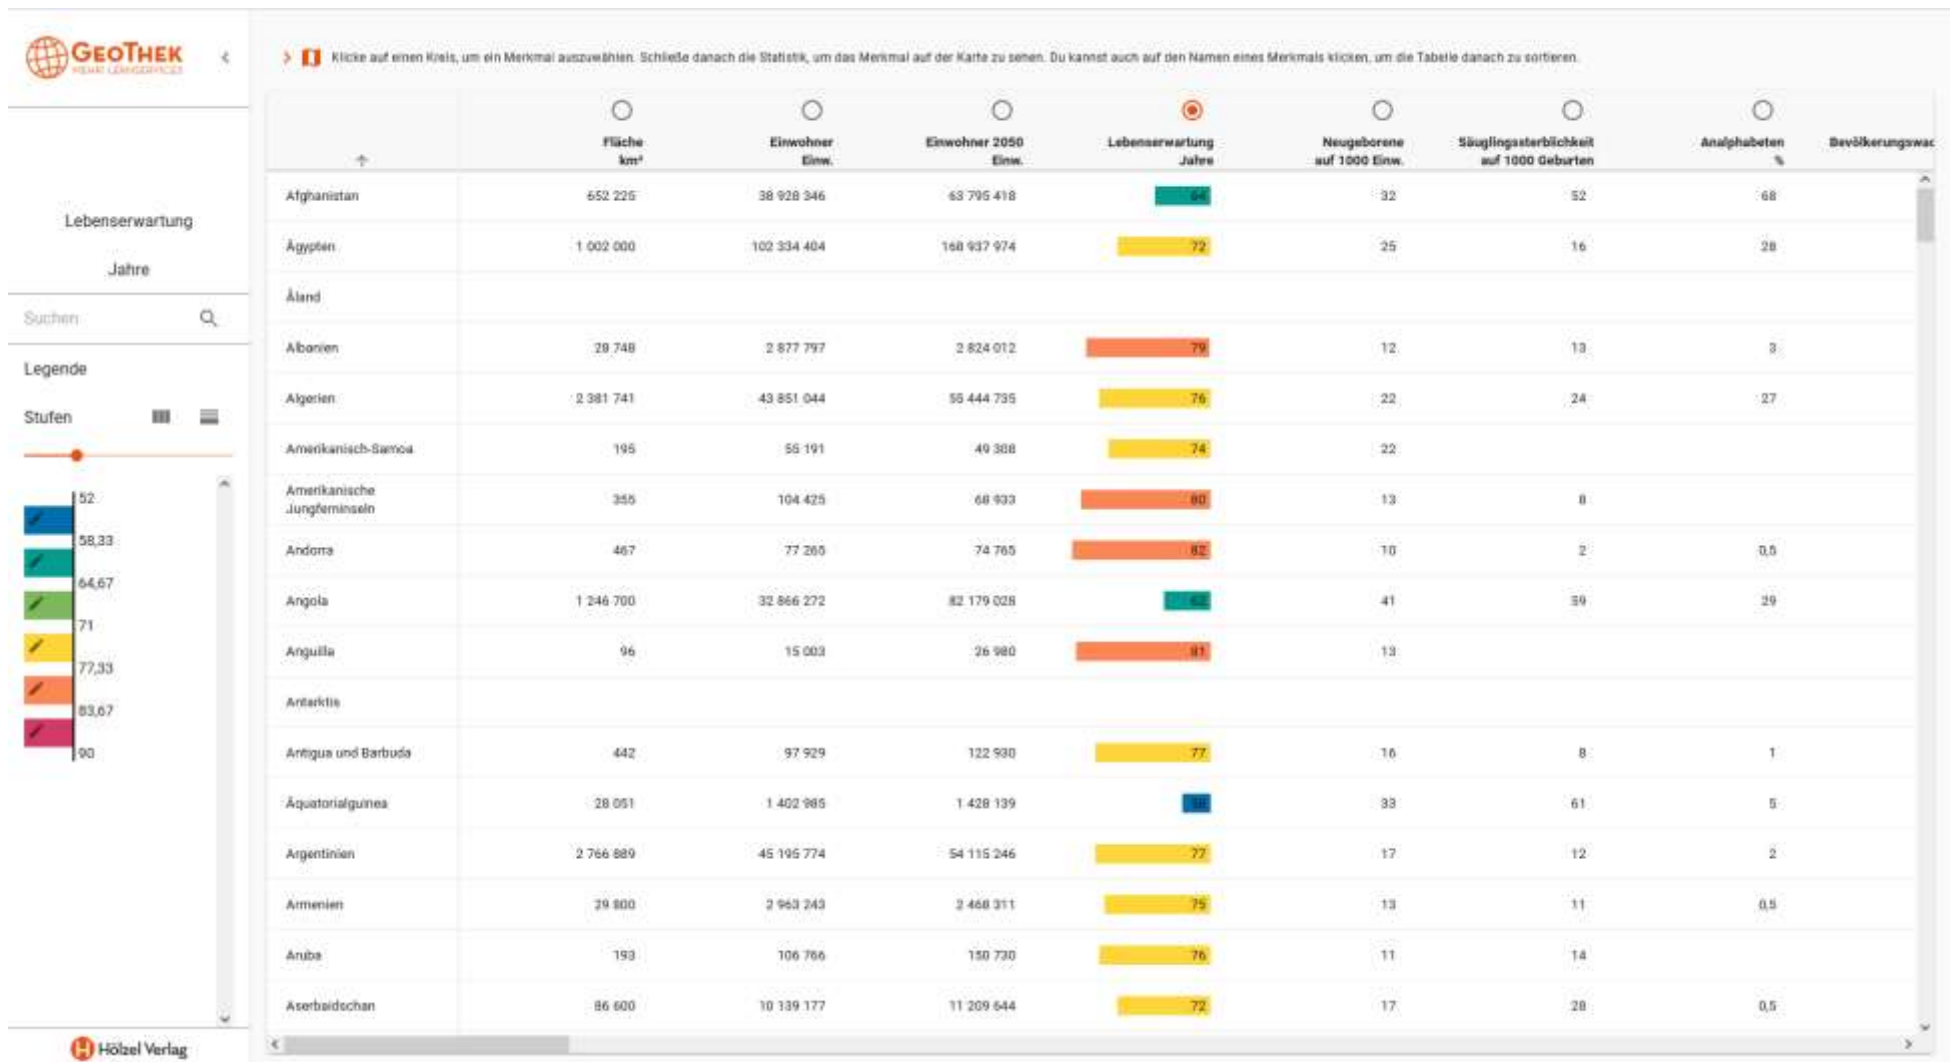 GEOTHEK
MEHR LERNSERVICES
Lebenserwartung
Jahre
Suchen
Legende
Stufen
52
58,33
64,67
71
77,33
83,67
90
Hölzel Verlag
Klicke auf einen Kreis, um ein Merkmal auszuwählen. Schließe danach die Statistik, um das Merkmal auf der Karte zu sehen. Du kannst auch auf den Namen eines Merkmals klicken, um die Tabelle danach zu sortieren.
Fläche Einwohner Einwohner 2050 Lebenserwartung Neugeborene Säuglingssterblichkeit Analphabeten Bevölkerungswac
km² Einw. Einw. Jahre auf 1000 Einw. auf 1000 Geburten %
Afghanistan 652 225 38 928 346 63 795 418 64 32 52 68
Ägypten 1 002 000 102 334 404 168 937 974 72 25 16 28
Åland
Albanien 28 748 2 877 797 2 824 012 79 12 13 3
Algerien 2 381 741 43 851 044 55 444 735 76 22 24 27
Amerikanisch-Samoa 195 55 191 49 308 74 22
Amerikanische
Jungferninseln 355 104 425 68 933 80 13 8
Andorra 467 77 265 74 765 82 10 2 0,5
Angola 1 246 700 32 866 272 82 179 028 62 41 59 29
Anguilla 96 15 003 26 980 81 13
Antarktis
Antigua und Barbuda 442 97 929 122 930 77 16 8 1
Äquatorialguinea 28 051 1 402 985 1 428 139 58 33 61 5
Argentinien 2 766 889 45 195 774 54 115 246 77 17 12 2
Armenien 29 800 2 963 243 2 468 311 75 13 11 0,5
Aruba 193 106 766 150 730 76 11 14
Aserbaidschan 86 600 10 139 177 11 209 644 72 17 28 0,5